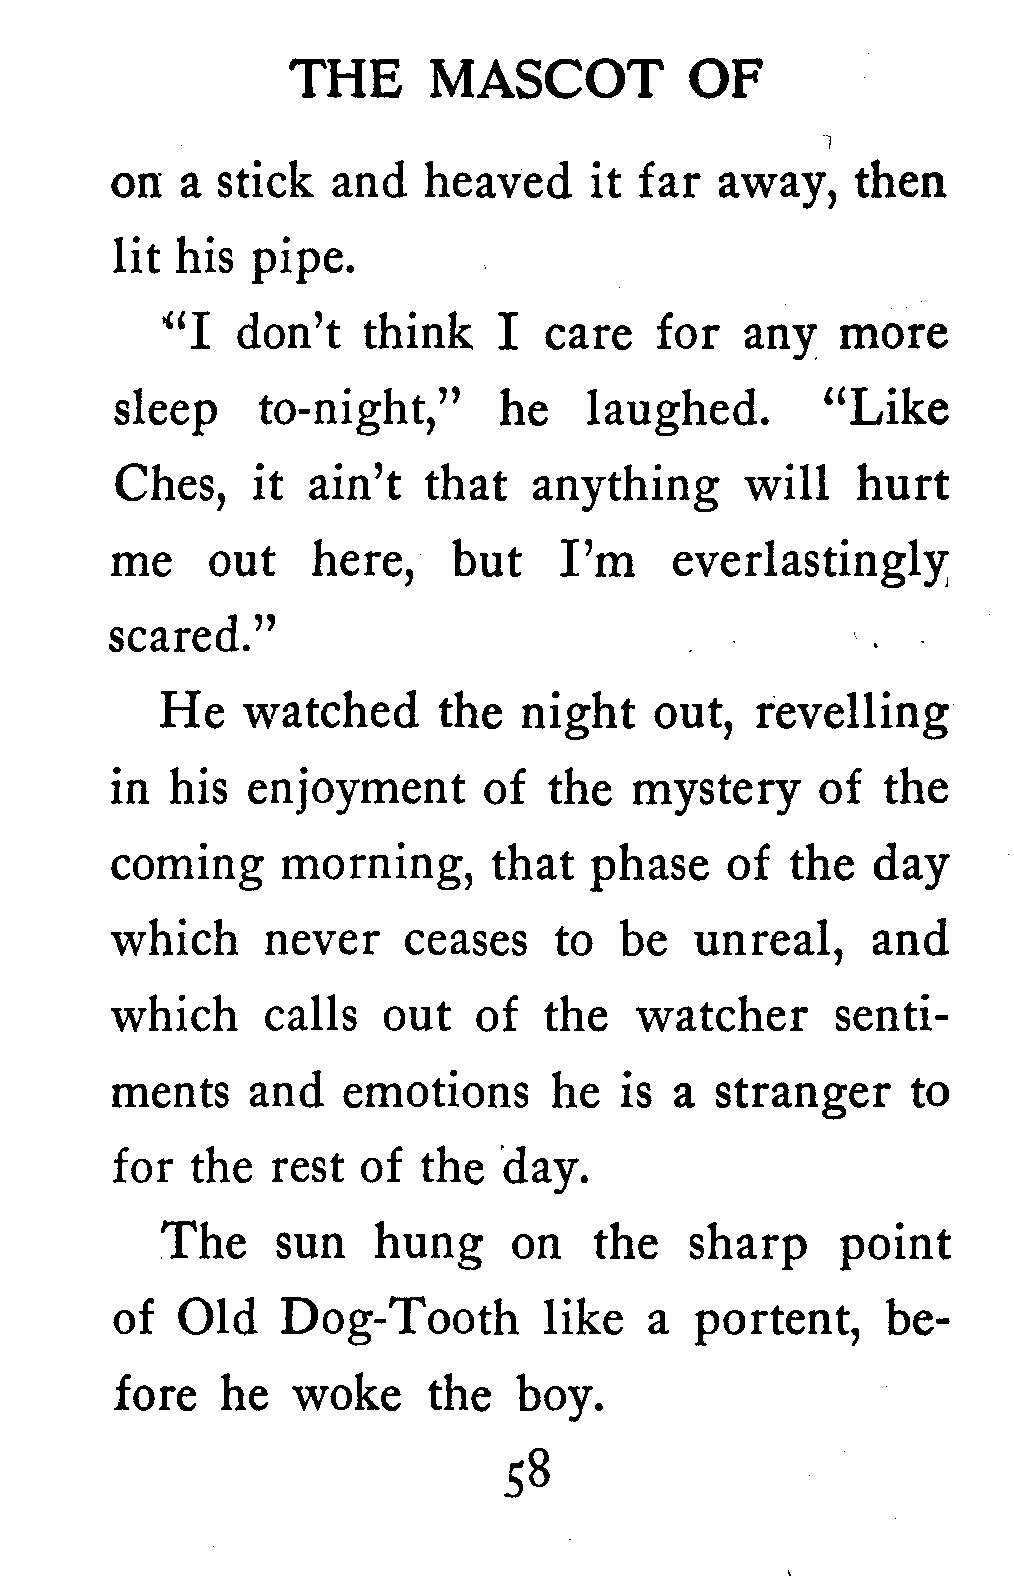 THE MASCOT OF
on a stick and heaved it far away, then
lit his pipe.
"I don't think I care for any more
sleep to-night," he laughed. "Like
Ches, it ain't that anything will hurt
me out here, but I'm everlastingly
scared."
He watched the night out, revelling
in his enjoyment of the mystery of the
coming morning, that phase of the day
which never ceases to be unreal, and
which calls out of the watcher senti-
ments and emotions he is a stranger to
for the rest of the day.
The sun hung on the sharp point
of Old Dog-Tooth like a portent, be-
fore he woke the boy.
58